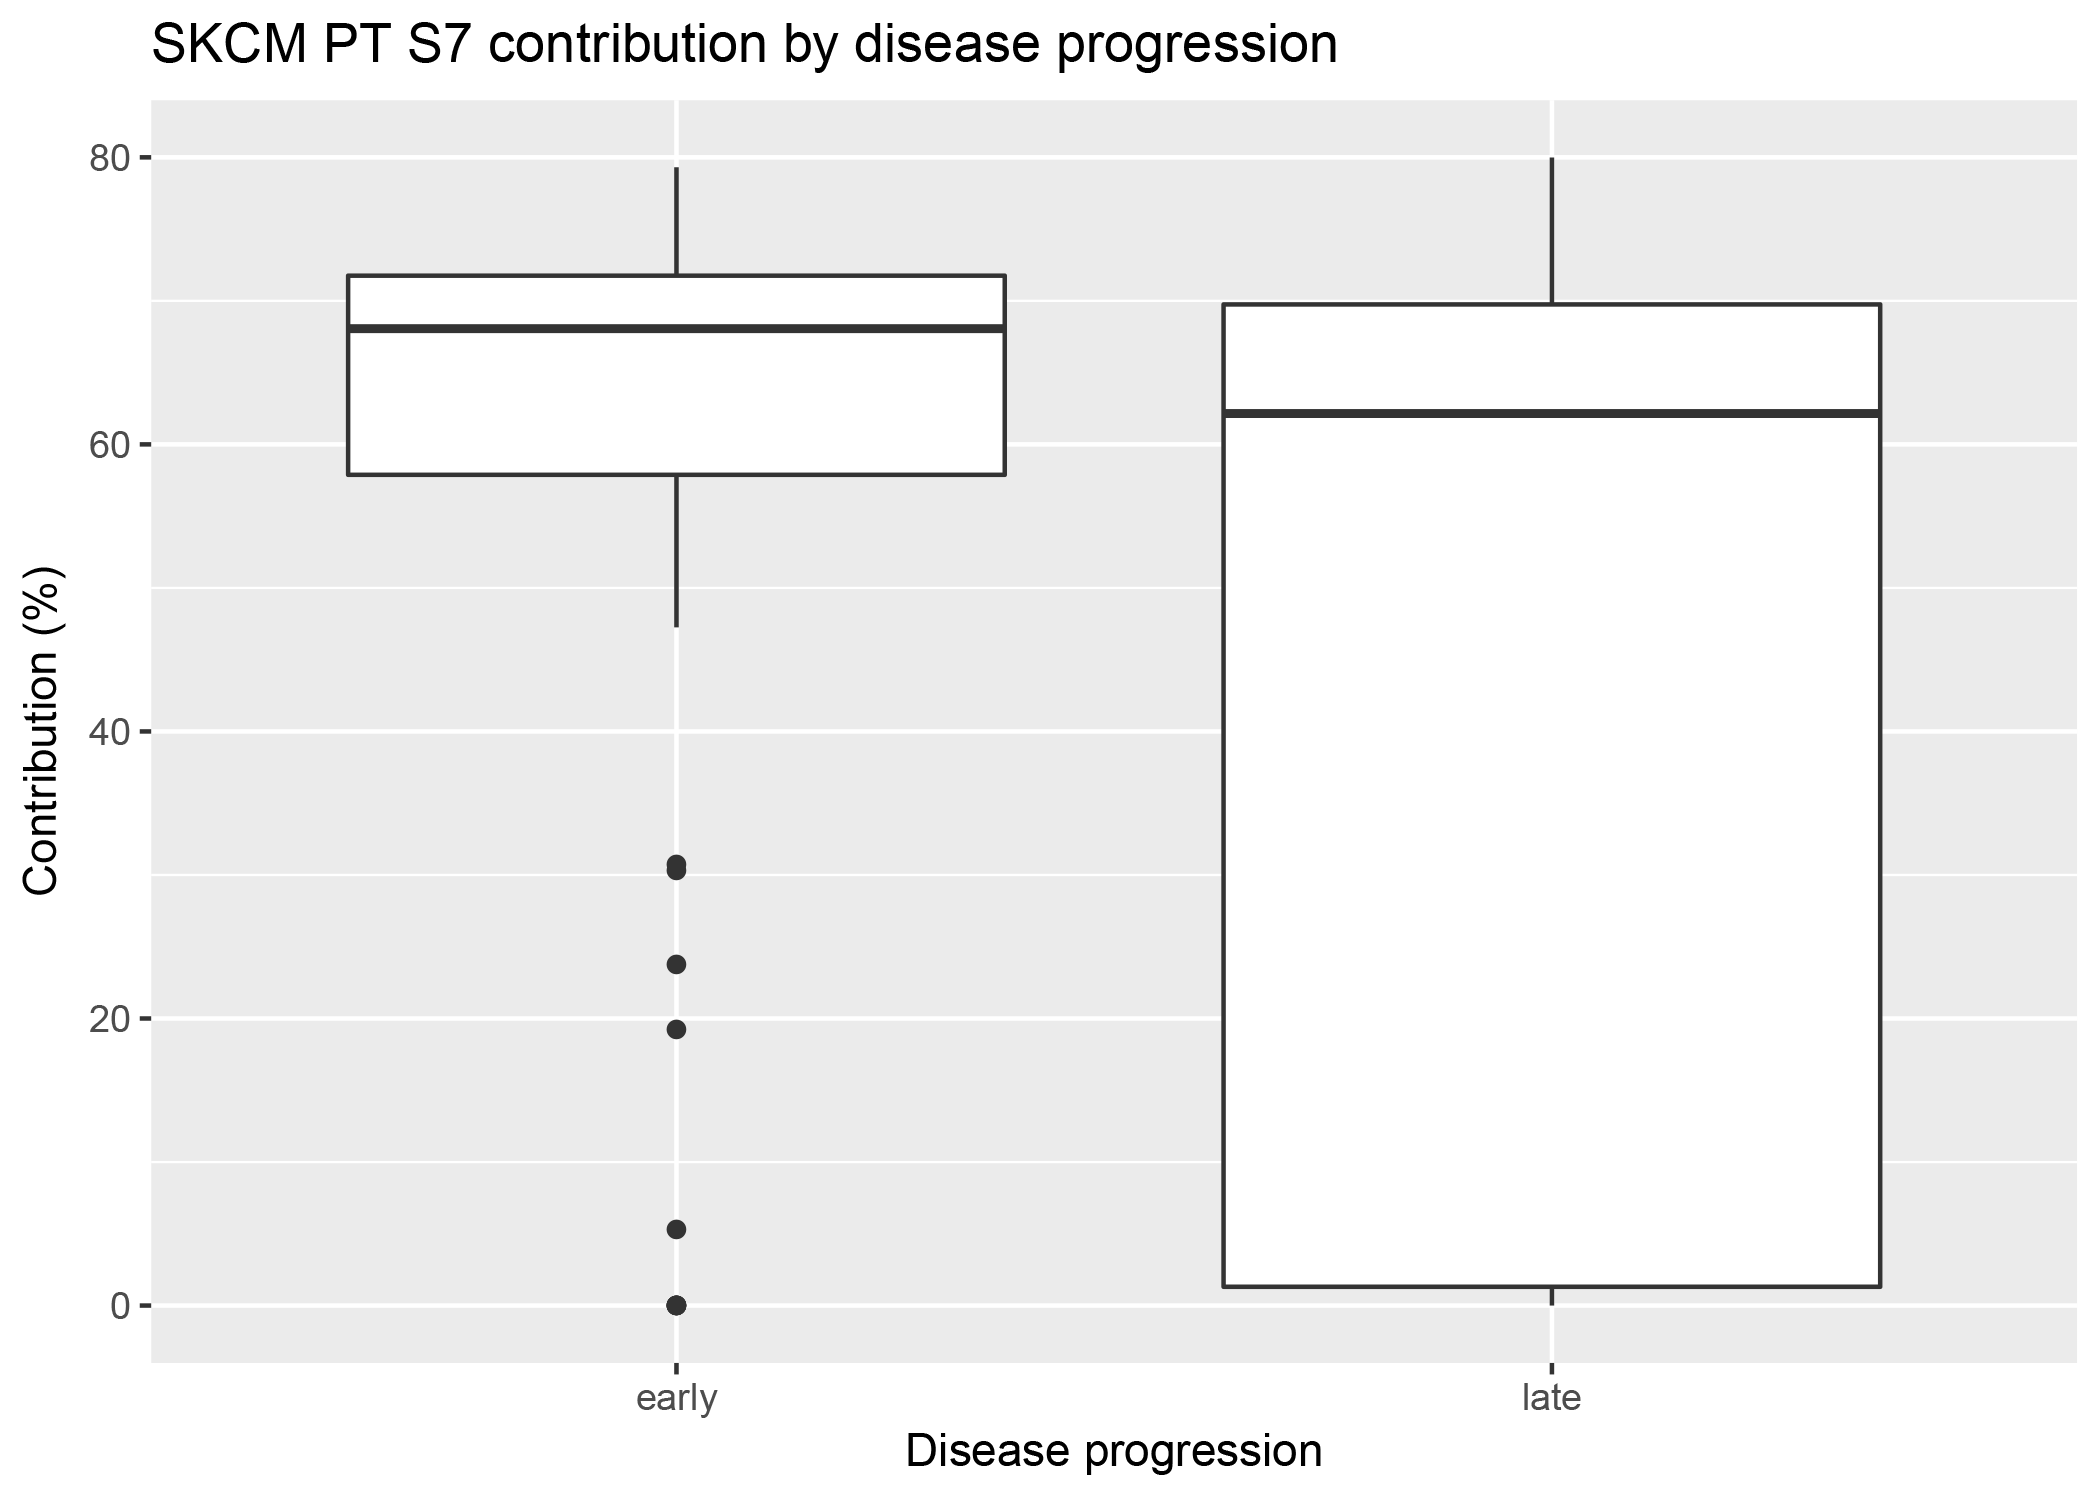 SKCM PT S7 contribution by disease progression
Contribution (%)
80
60
40
20
0
early
late
Disease progression